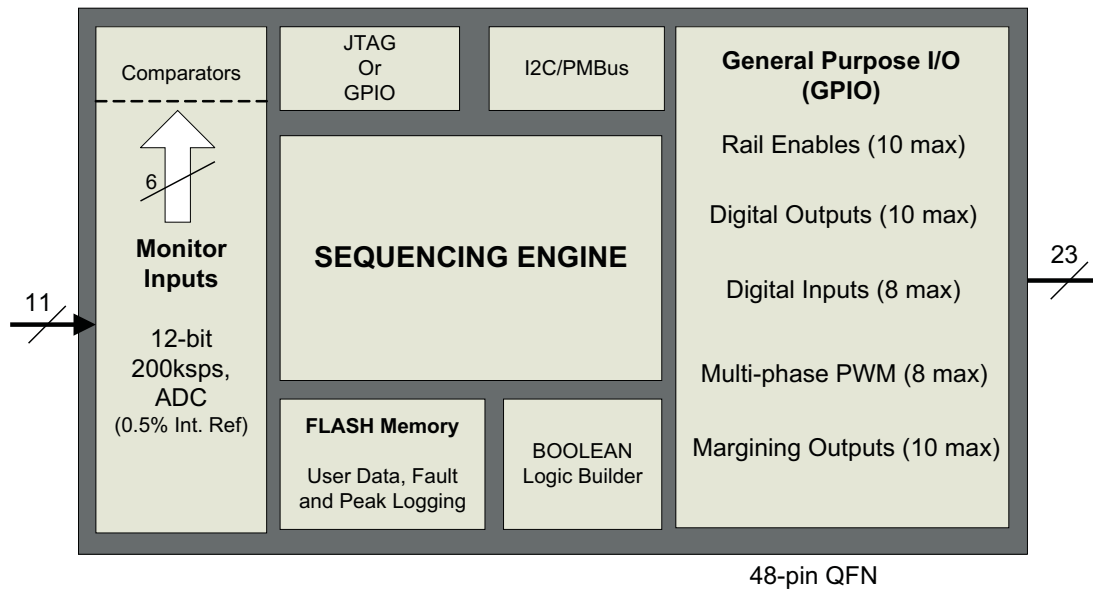 11
Comparators
6
Monitor
Inputs
12-bit
200ksps,
ADC
(0.5% Int. Ref)
JTAG
Or
GPIO
I2C/PMBus
SEQUENCING ENGINE
FLASH Memory
User Data, Fault
and Peak Logging
BOOLEAN
Logic Builder
General Purpose I/O
(GPIO)
Rail Enables (10 max)
Digital Outputs (10 max)
Digital Inputs (8 max)
Multi-phase PWM (8 max)
Margining Outputs (10 max)
23
48-pin QFN